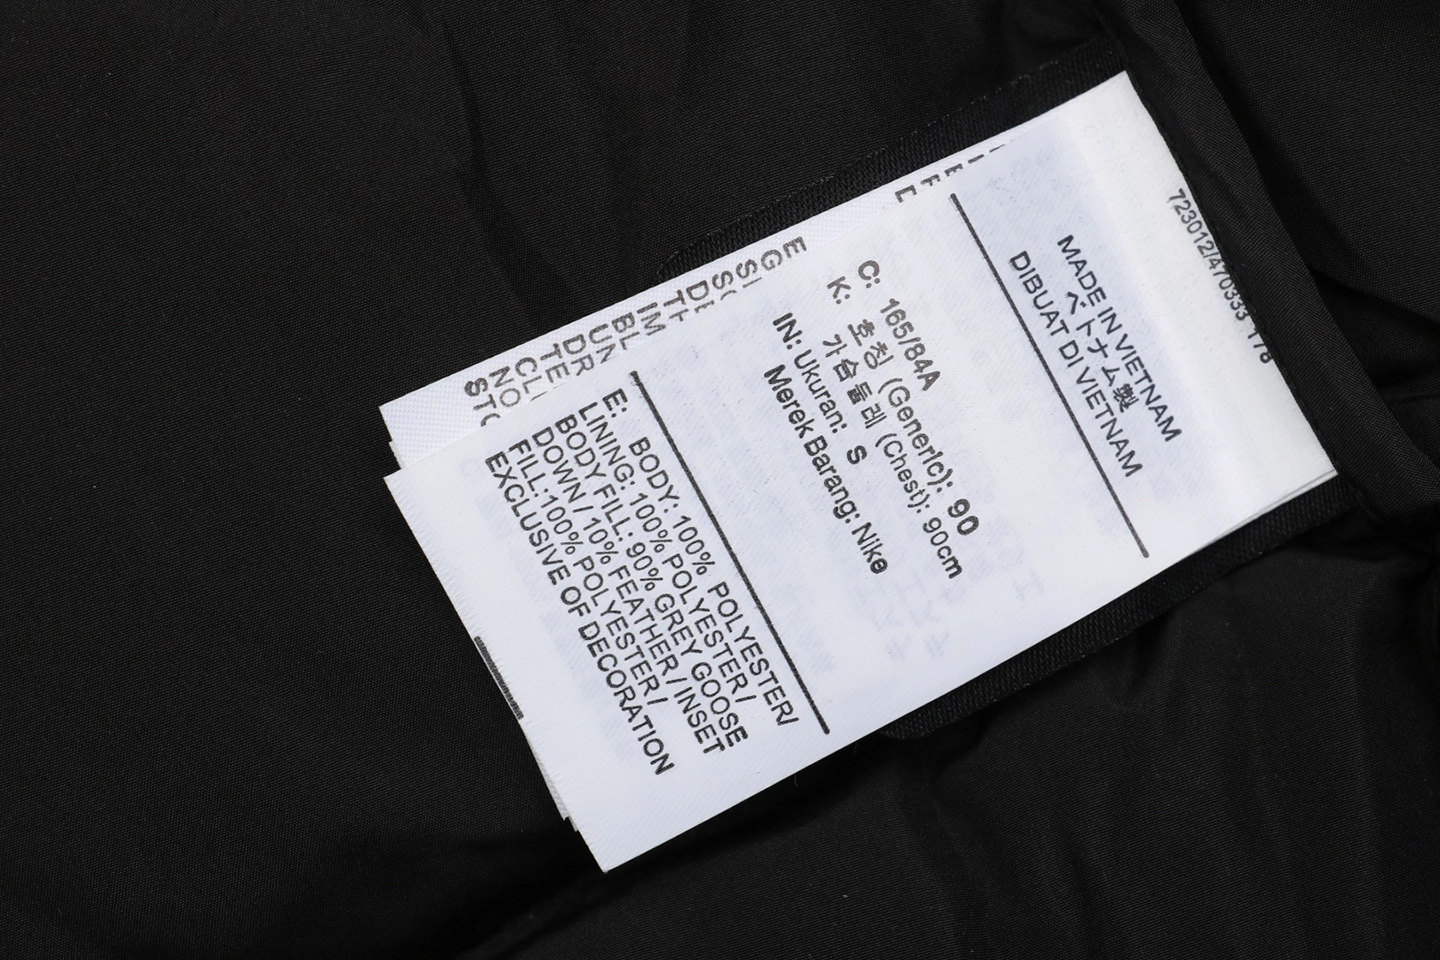 723012/470333 178
MADE IN VIETNAM
ベトナム製
DIBUAT DI VIETNAM
C: 165/84A
K: 호칭 (Generic): 90
가슴둘레 (Chest): 90cm
IN: Ukuran: S
Merek Barang: Nike
E: BODY: 100% POLYESTER/
LINING: 100% POLYESTER /
BODY FILL: 90% GREY GOOSE
DOWN / 10% FEATHER / INSET
FILL:100% POLYESTER /
EXCLUSIVE OF DECORATION